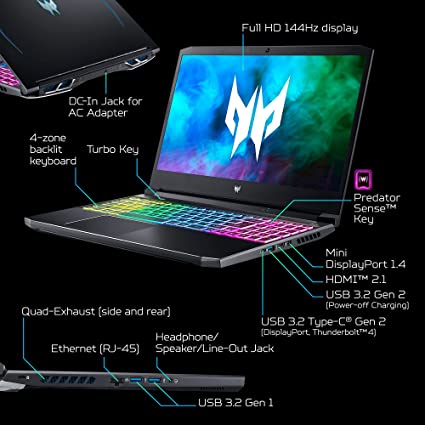 Full HD 144Hz display
DC-In Jack for
AC Adapter
4-zone
backlit
keyboard
Turbo Key
Predator
Sense™
Key
Mini
DisplayPort 1.4
HDMI™ 2.1
USB 3.2 Gen 2
(Power-off Charging)
USB 3.2 Type-C® Gen 2
(DisplayPort, Thunderbolt™ 4)
Quad-Exhaust (side and rear)
Ethernet (RJ-45)
Headphone/
Speaker/Line-Out Jack
USB 3.2 Gen 1